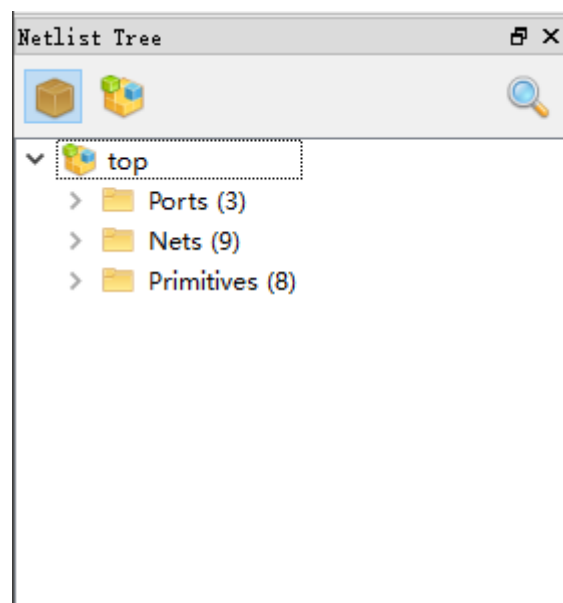 Netlist Tree
top
Ports (3)
Nets (9)
Primitives (8)